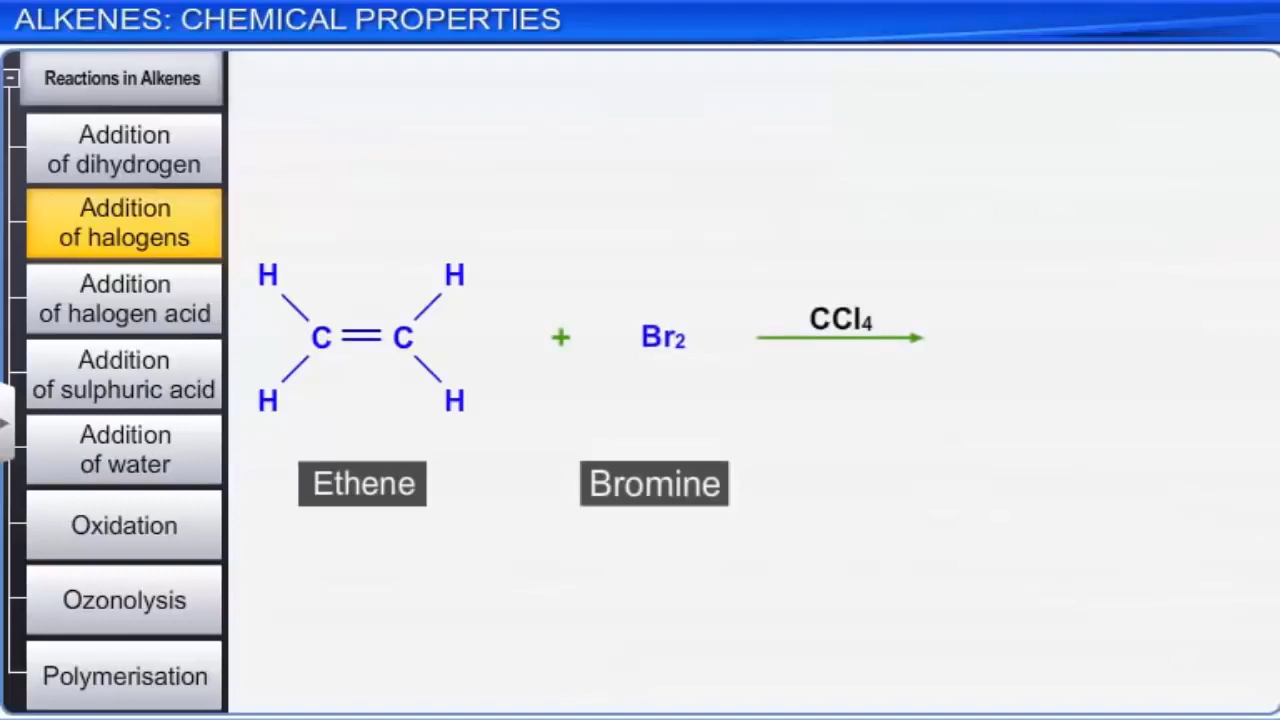 ALKENES: CHEMICAL PROPERTIES
Reactions in Alkenes
Addition
of dihydrogen
Addition
of halogens
Addition
of halogen acid
Addition
of sulphuric acid
Addition
of water
Oxidation
Ozonolysis
Polymerisation
H H
C=C + Br₂ CCl₄
H H
Ethene Bromine